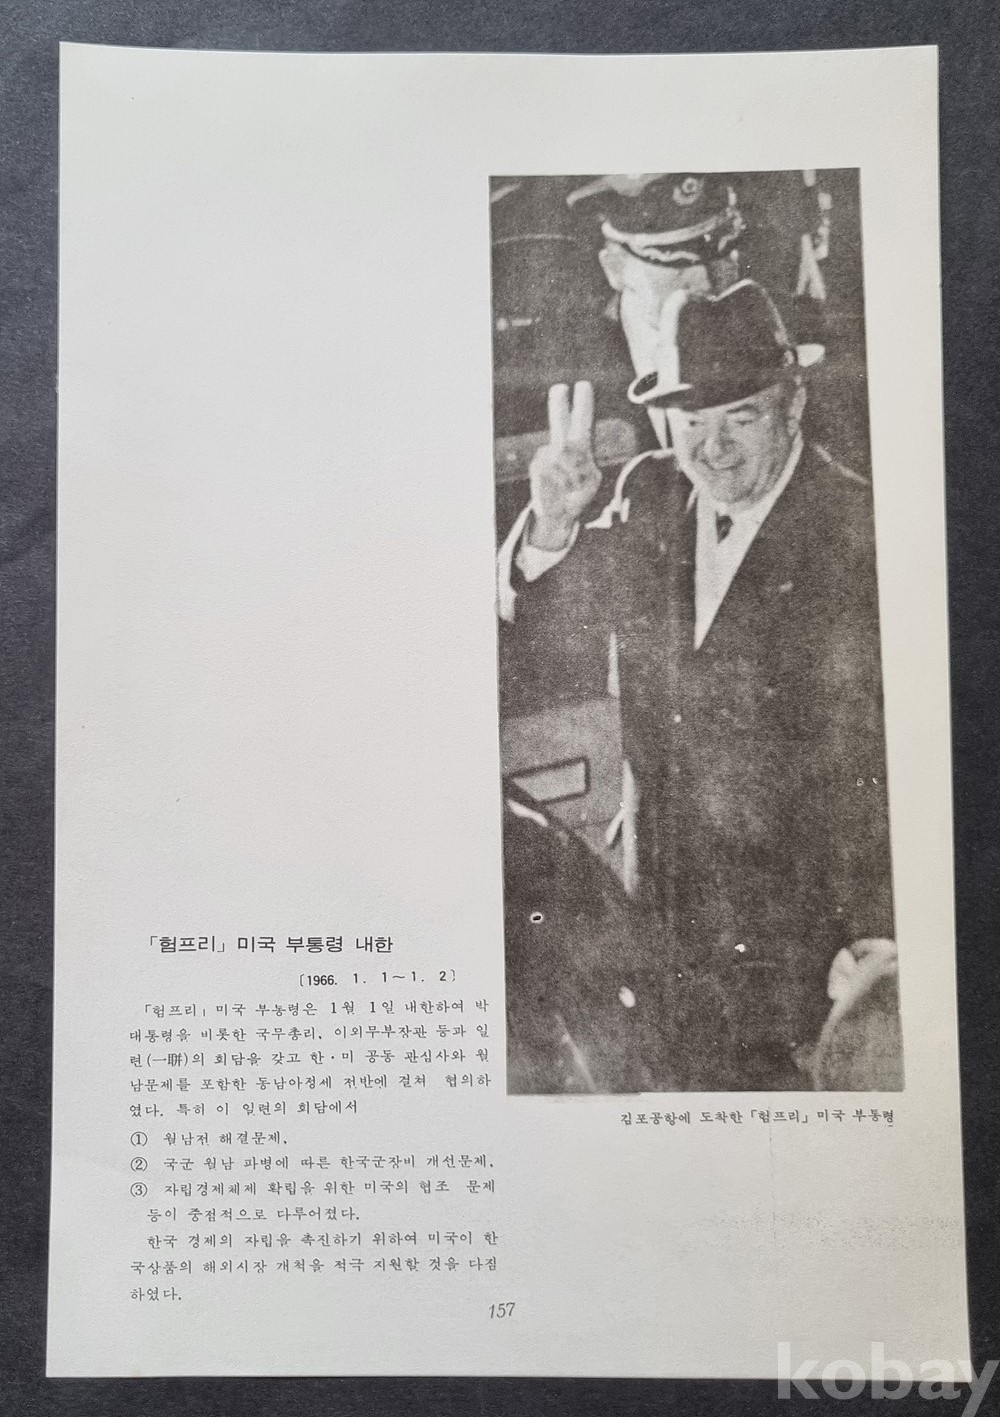 「험프리」 미국 부통령 내한
〔1966. 1. 1～1. 2〕
「험프리」 미국 부통령은 1월 1일 내한하여 박
대통령을 비롯한 국무총리, 이외무부장관 등과 일
련(一聯)의 회담을 갖고 한·미 공동 관심사와 월
남문제를 포함한 동남아정세 전반에 걸쳐 협의하
였다. 특히 이 일련의 회담에서
① 월남전 해결문제,
② 국군 월남 파병에 따른 한국군장비 개선문제,
③ 자립경제체제 확립을 위한 미국의 협조 문제
등이 중점적으로 다루어졌다.
한국 경제의 자립을 촉진하기 위하여 미국이 한
국상품의 해외시장 개척을 적극 지원할 것을 다짐
하였다.
김포공항에 도착한 「험프리」 미국 부통령
157
kobay